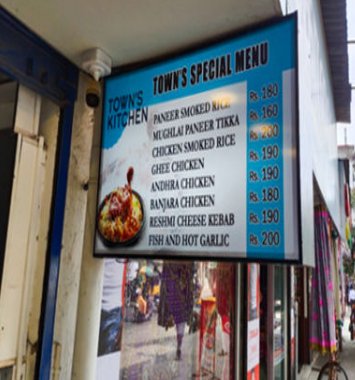 TOWN'S SPECIAL MENU
TOWN'S
KITCHEN
PANEER SMOKED RICE Rs. 180
MUGHLAI PANEER TIKKA Rs. 160
CHICKEN SMOKED RICE Rs. 200
GHEE CHICKEN Rs. 190
ANDHRA CHICKEN Rs. 190
BANJARA CHICKEN Rs. 180
RESHMI CHEESE KEBAB Rs. 190
FISH AND HOT GARLIC Rs. 200